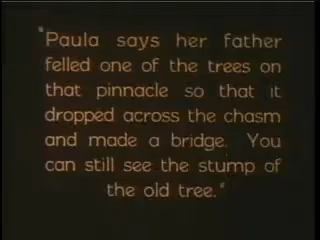 "Paula says her father
felled one of the trees on
that pinnacle so that it
dropped across the chasm
and made a bridge. You
can still see the stump of
the old tree."